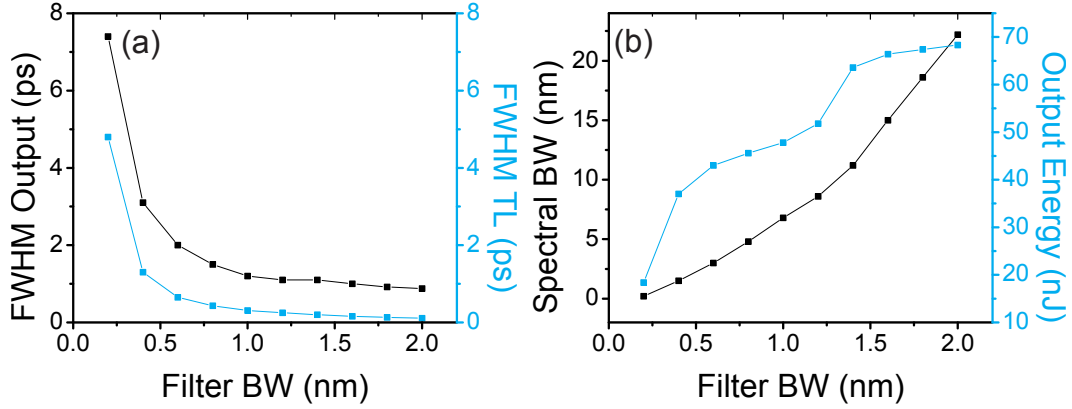 (a)
FWHM Output (ps)
8
6
4
2
0
0.0 0.5 1.0 1.5 2.0
Filter BW (nm)
8
6
4
2
0
FWHM TL (ps)
(b)
Spectral BW (nm)
20
15
10
5
0
0.0 0.5 1.0 1.5 2.0
Filter BW (nm)
70
60
50
40
30
20
10
Output Energy (nJ)